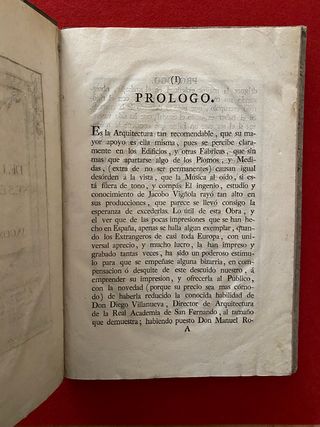 (I)
PROLOGO.
Es la Arquitectura tan recomendable, que su ma-
yor apoyo es ella misma, pues se percibe clara-
mente en los Edificios, y otras Fabricas, que sin
mas que apartarse algo de los Plomos, y Medi-
das, (extra de no ser permanentes) causan igual
desorden à la vista, que la Música al oído, si es-
tá fuera de tono, y compás. El ingenio, estudio y
conocimiento de Jacobo Vignola rayó tan alto en
sus producciones, que parece se llevó consigo la
esperanza de excederlas. Lo útil de esta Obra, y
el ver que de las pocas impresiones que se han he-
cho en España, apenas se halla algun exemplar, (quan-
do los Extrangeros de casi toda Europa, con uni-
versal aprecio, y mucho lucro, la han impreso y
grabado tantas veces, ha sido un poderoso estimu-
lo para que se empeñase alguna bizarría, en com-
pensacion ó desquite de este descuido nuestro, á
emprender su impresion, y ofrecerla al Público,
con la novedad (porque su precio sea mas cómo-
do) de haberla reducido la conocida habilidad de
Don Diego Villanueva, Director de Arquitectura
de la Real Academia de San Fernando, al tamaño
que demuestra; habiendo puesto Don Manuel Ro-
A